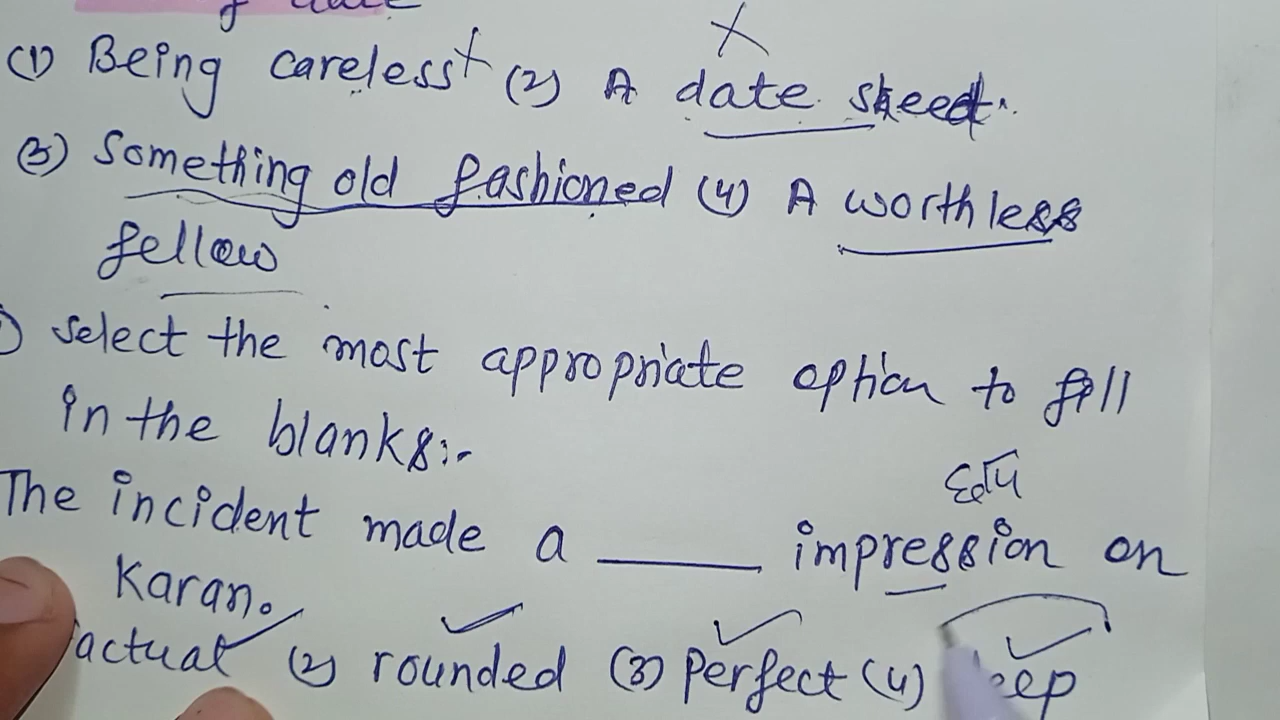 (1) Being careless (2) A date sheet.
(3) Something old fashioned (4) A worthless
fellow
) Select the most appropriate option to fill
in the blanks:-
छाप
The incident made a _____ impression on
Karan.
actual (2) rounded (3) perfect (4)